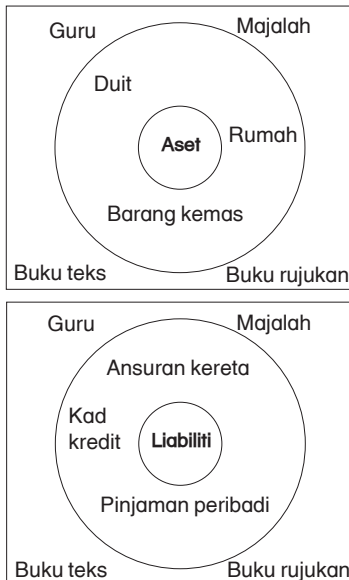 Guru Majalah
Duit
Aset
Rumah
Barang kemas
Buku teks Buku rujukan
Guru Majalah
Ansuran kereta
Kad
kredit
Liabiliti
Pinjaman peribadi
Buku teks Buku rujukan